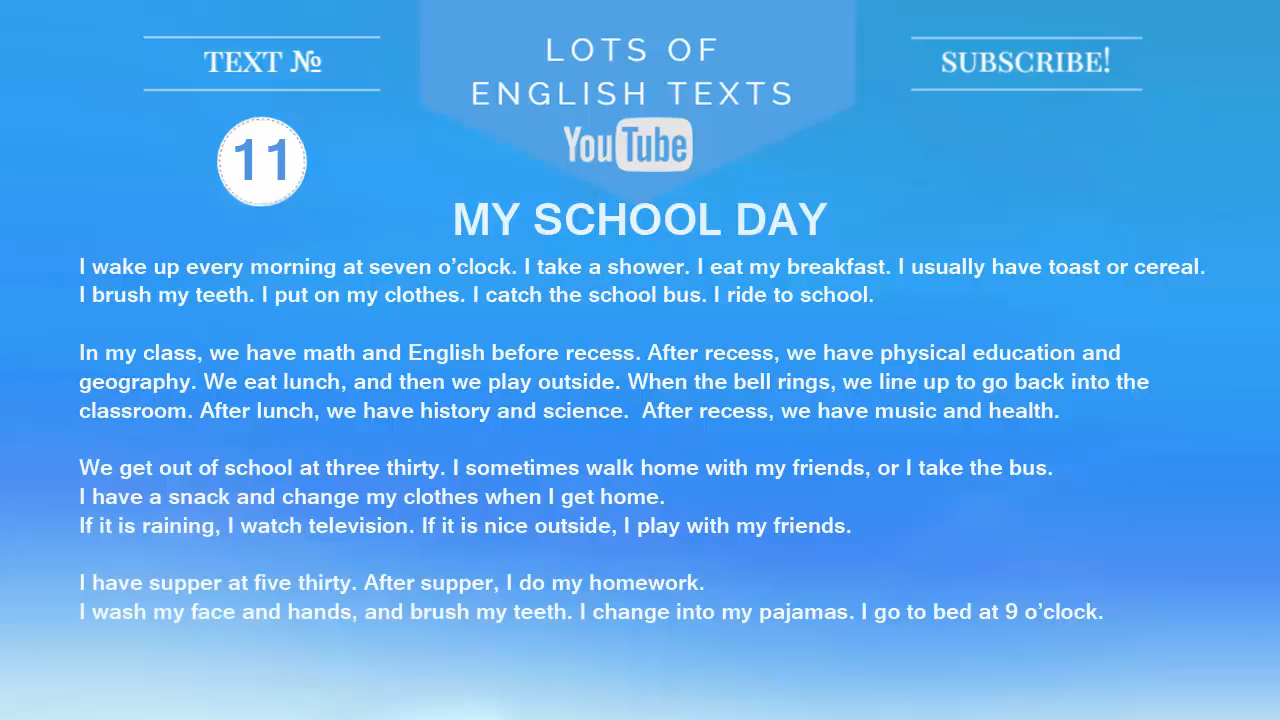 TEXT №
11
LOTS OF
ENGLISH TEXTS
YouTube
SUBSCRIBE!
MY SCHOOL DAY
I wake up every morning at seven o’clock. I take a shower. I eat my breakfast. I usually have toast or cereal.
I brush my teeth. I put on my clothes. I catch the school bus. I ride to school.
In my class, we have math and English before recess. After recess, we have physical education and
geography. We eat lunch, and then we play outside. When the bell rings, we line up to go back into the
classroom. After lunch, we have history and science.  After recess, we have music and health.
We get out of school at three thirty. I sometimes walk home with my friends, or I take the bus.
I have a snack and change my clothes when I get home.
If it is raining, I watch television. If it is nice outside, I play with my friends.
I have supper at five thirty. After supper, I do my homework.
I wash my face and hands, and brush my teeth. I change into my pajamas. I go to bed at 9 o’clock.